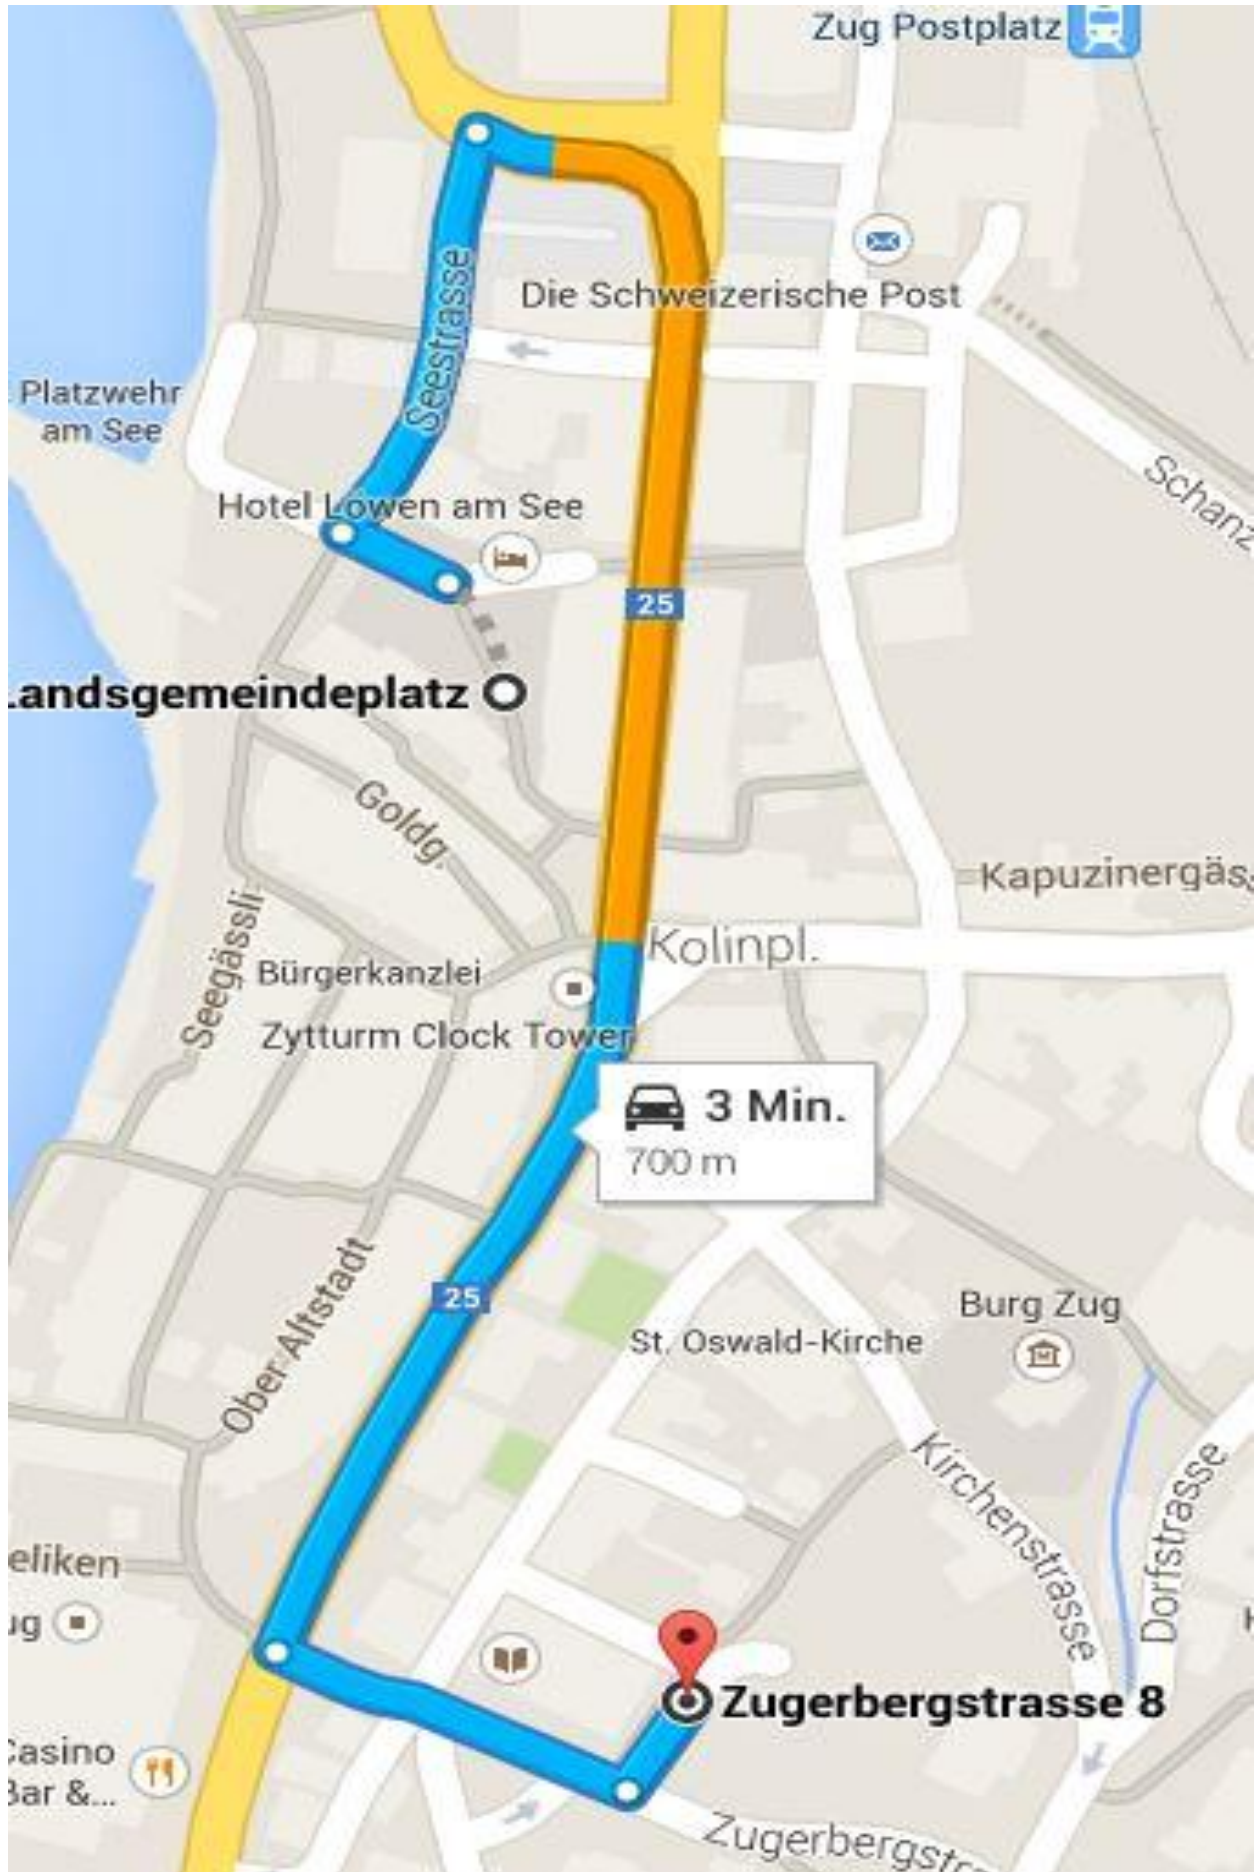 Zug Postplatz
Seestrasse
Die Schweizerische Post
Platzwehr
am See
Schanz
Hotel Löwen am See
25
Landsgemeindeplatz
Goldg.
Kapuzinergäs
Kolinpl.
Seegässli
Bürgerkanzlei
Zytturm Clock Tower
3 Min.
700 m
25
Ober Altstadt
Burg Zug
St. Oswald-Kirche
Kirchenstrasse
Dorfstrasse
eliken
ug
Zugerbergstrasse 8
Casino
Bar &...
Zugerbergstra